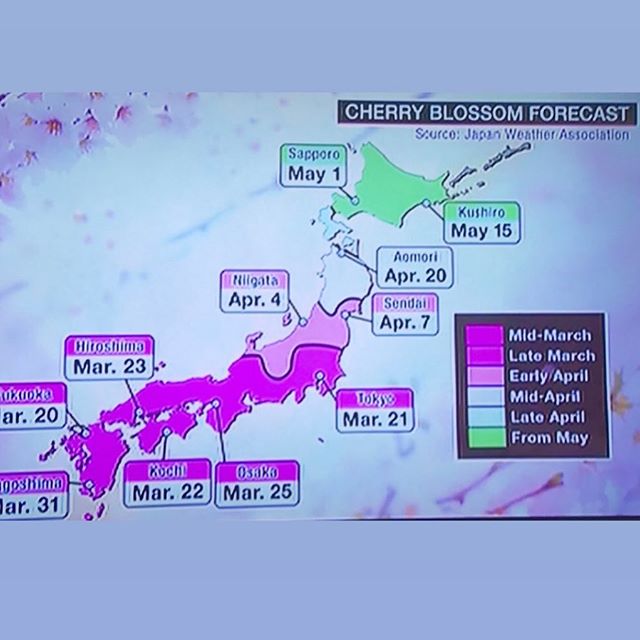 CHERRY BLOSSOM FORECAST
Source: Japan Weather Association
Sapporo
May 1
Kushiro
May 15
Aomori
Apr. 20
Niigata
Apr. 4
Sendai
Apr. 7
Hiroshima
Mar. 23
ukuoka
ar. 20
Tokyo
Mar. 21
goshima
ar. 31
Kochi
Mar. 22
Osaka
Mar. 25
Mid-March
Late March
Early April
Mid-April
Late April
From May